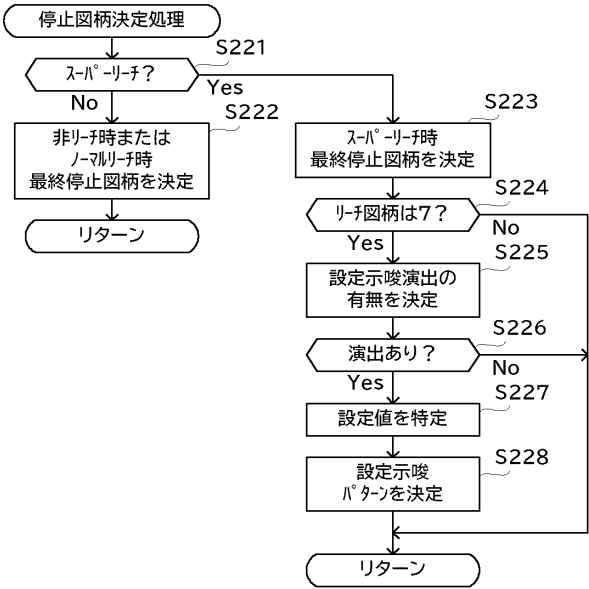 停止図柄決定処理
S221
ｽｰﾊﾟｰﾘｰﾁ？
Yes
No
S222
非ﾘｰﾁ時または
ﾉｰﾏﾙﾘｰﾁ時
最終停止図柄を決定
リターン
S223
ｽｰﾊﾟｰﾘｰﾁ時
最終停止図柄を決定
S224
ﾘｰﾁ図柄は7？
No
Yes
S225
設定示唆演出の
有無を決定
S226
演出あり？
No
Yes
S227
設定値を特定
S228
設定示唆
ﾊﾟﾀｰﾝを決定
リターン